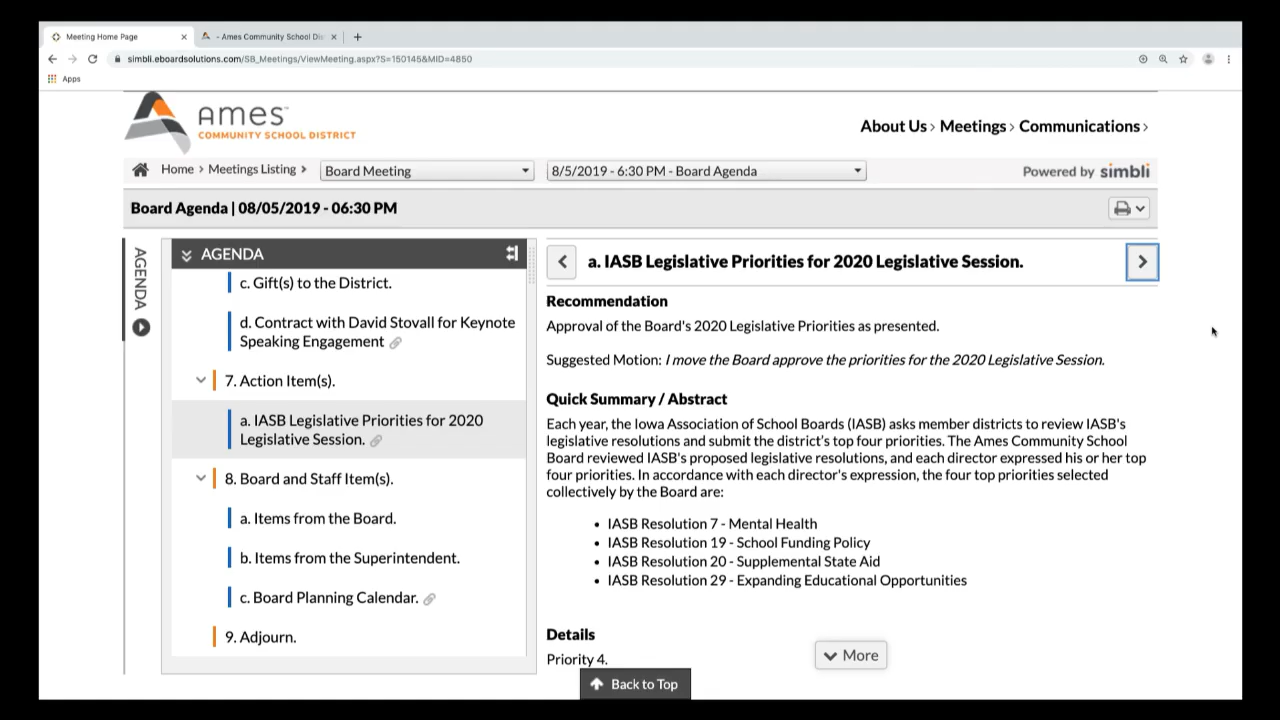 Meeting Home Page
- Ames Community School Dis
simbli.eboardsolutions.com/SB_Meetings/ViewMeeting.aspx?S=150145&MID=4850
Apps
AMES™
COMMUNITY SCHOOL DISTRICT
About Us › Meetings › Communications ›
Home › Meetings Listing › Board Meeting 8/5/2019 - 6:30 PM - Board Agenda Powered by simbli
Board Agenda | 08/05/2019 - 06:30 PM
AGENDA
AGENDA
c. Gift(s) to the District.
d. Contract with David Stovall for Keynote
Speaking Engagement
7. Action Item(s).
a. IASB Legislative Priorities for 2020
Legislative Session.
8. Board and Staff Item(s).
a. Items from the Board.
b. Items from the Superintendent.
c. Board Planning Calendar.
9. Adjourn.
a. IASB Legislative Priorities for 2020 Legislative Session.
Recommendation
Approval of the Board's 2020 Legislative Priorities as presented.
Suggested Motion: I move the Board approve the priorities for the 2020 Legislative Session.
Quick Summary / Abstract
Each year, the Iowa Association of School Boards (IASB) asks member districts to review IASB's
legislative resolutions and submit the district's top four priorities. The Ames Community School
Board reviewed IASB's proposed legislative resolutions, and each director expressed his or her top
four priorities. In accordance with each director's expression, the four top priorities selected
collectively by the Board are:
• IASB Resolution 7 - Mental Health
• IASB Resolution 19 - School Funding Policy
• IASB Resolution 20 - Supplemental State Aid
• IASB Resolution 29 - Expanding Educational Opportunities
Details
Priority 4.
More
Back to Top